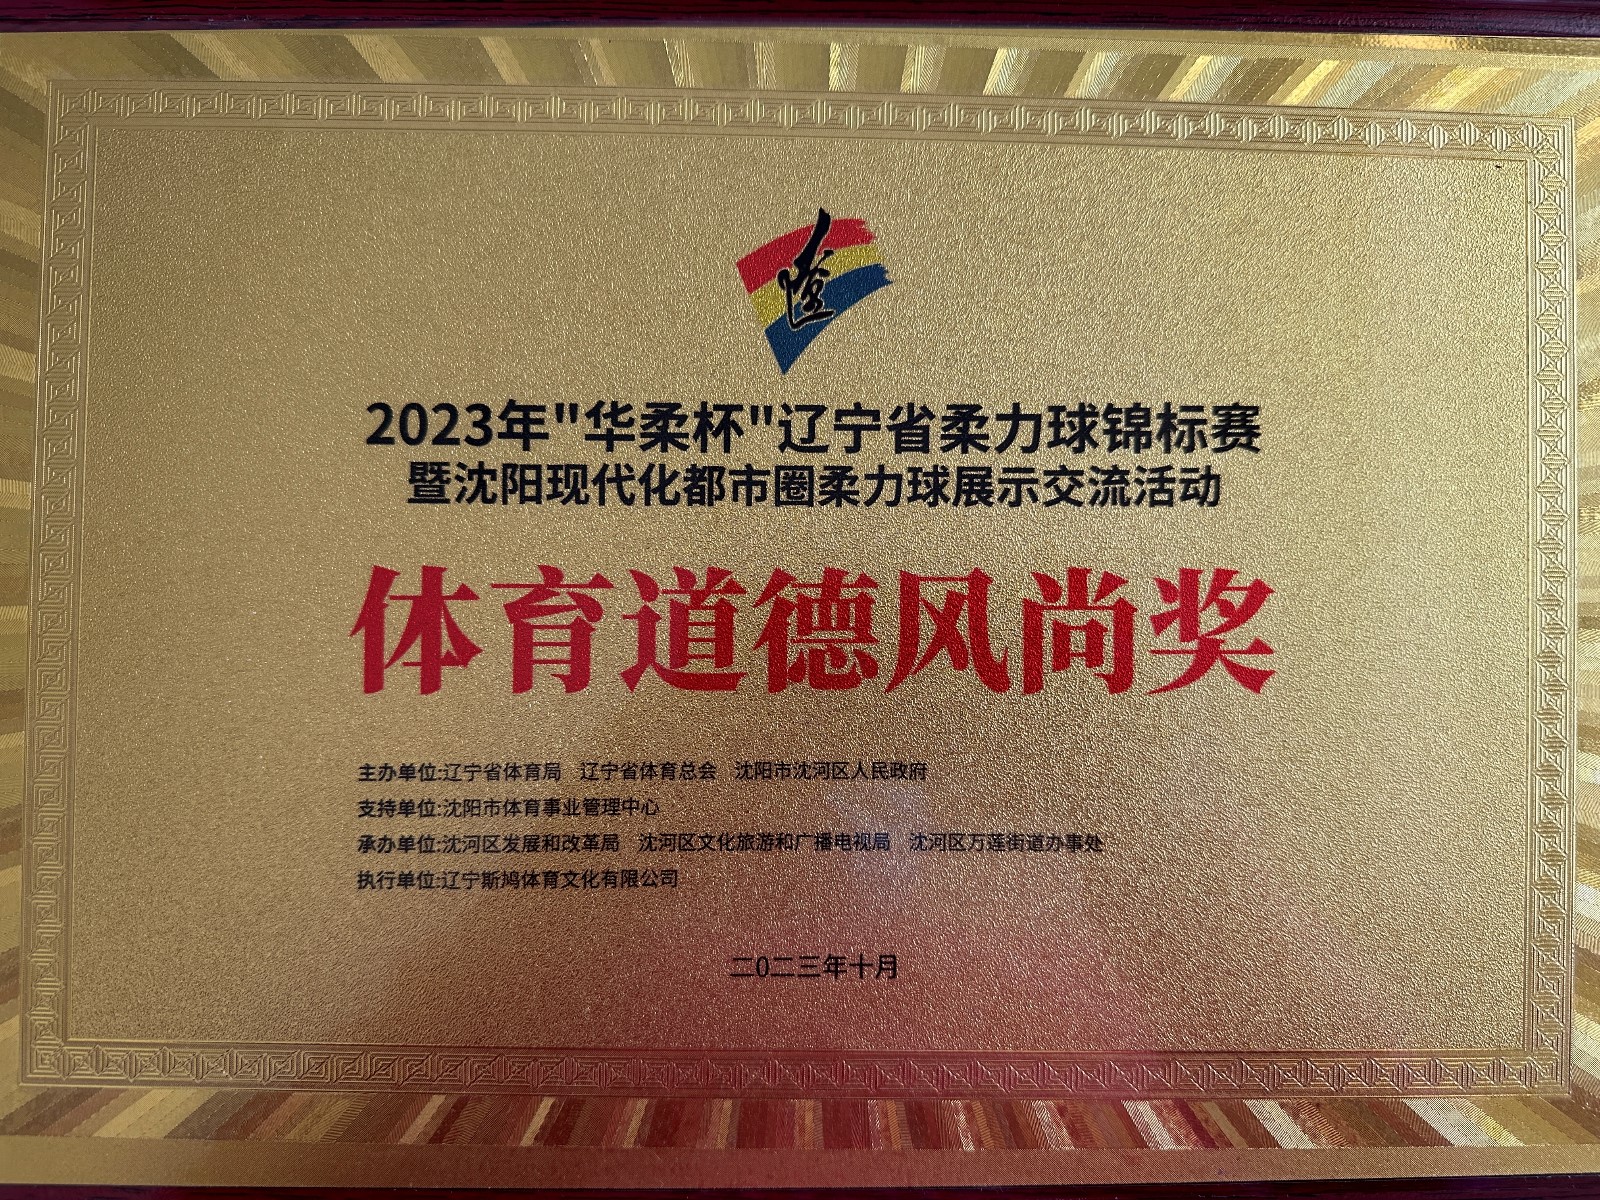 2023年"华柔杯"辽宁省柔力球锦标赛
暨沈阳现代化都市圈柔力球展示交流活动
体育道德风尚奖
主办单位:辽宁省体育局 辽宁省体育总会 沈阳市沈河区人民政府
支持单位:沈阳市体育事业管理中心
承办单位:沈河区发展和改革局 沈河区文化旅游和广播电视局 沈河区万莲街道办事处
执行单位:辽宁斯鸠体育文化有限公司
二0二三年十月